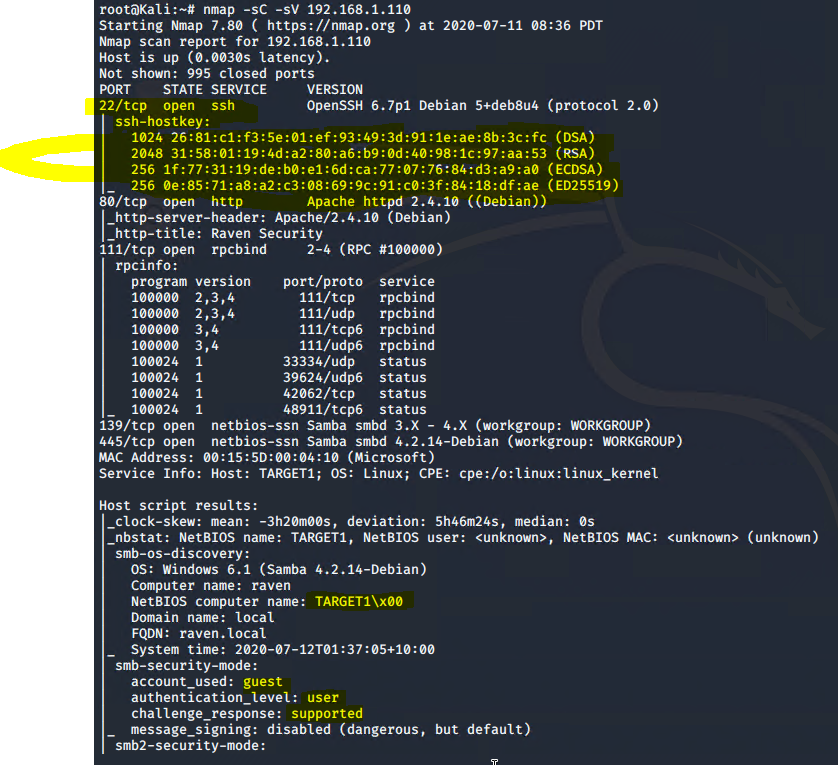 root@Kali:~# nmap -sC -sV 192.168.1.110
Starting Nmap 7.80 ( https://nmap.org ) at 2020-07-11 08:36 PDT
Nmap scan report for 192.168.1.110
Host is up (0.0030s latency).
Not shown: 995 closed ports
PORT    STATE SERVICE     VERSION
22/tcp  open  ssh         OpenSSH 6.7p1 Debian 5+deb8u4 (protocol 2.0)
| ssh-hostkey:
|   1024 26:81:c1:f3:5e:01:ef:93:49:3d:91:1e:ae:8b:3c:fc (DSA)
|   2048 31:58:01:19:4d:a2:80:a6:b9:0d:40:98:1c:97:aa:53 (RSA)
|   256 1f:77:31:19:de:b0:e1:6d:ca:77:07:76:84:d3:a9:a0 (ECDSA)
|_  256 0e:85:71:a8:a2:c3:08:69:9c:91:c0:3f:84:18:df:ae (ED25519)
80/tcp  open  http        Apache httpd 2.4.10 ((Debian))
|_http-server-header: Apache/2.4.10 (Debian)
|_http-title: Raven Security
111/tcp open  rpcbind     2-4 (RPC #100000)
| rpcinfo:
|   program version    port/proto  service
|   100000  2,3,4        111/tcp   rpcbind
|   100000  2,3,4        111/udp   rpcbind
|   100000  3,4          111/tcp6  rpcbind
|   100000  3,4          111/udp6  rpcbind
|   100024  1          33334/udp   status
|   100024  1          39624/udp6  status
|   100024  1          42062/tcp   status
|_  100024  1          48911/tcp6  status
139/tcp open  netbios-ssn Samba smbd 3.X - 4.X (workgroup: WORKGROUP)
445/tcp open  netbios-ssn Samba smbd 4.2.14-Debian (workgroup: WORKGROUP)
MAC Address: 00:15:5D:00:04:10 (Microsoft)
Service Info: Host: TARGET1; OS: Linux; CPE: cpe:/o:linux:linux_kernel
Host script results:
|_clock-skew: mean: -3h20m00s, deviation: 5h46m24s, median: 0s
|_nbstat: NetBIOS name: TARGET1, NetBIOS user: <unknown>, NetBIOS MAC: <unknown> (unknown)
| smb-os-discovery:
|   OS: Windows 6.1 (Samba 4.2.14-Debian)
|   Computer name: raven
|   NetBIOS computer name: TARGET1\x00
|   Domain name: local
|   FQDN: raven.local
|_  System time: 2020-07-12T01:37:05+10:00
| smb-security-mode:
|   account_used: guest
|   authentication_level: user
|   challenge_response: supported
|_  message_signing: disabled (dangerous, but default)
| smb2-security-mode: